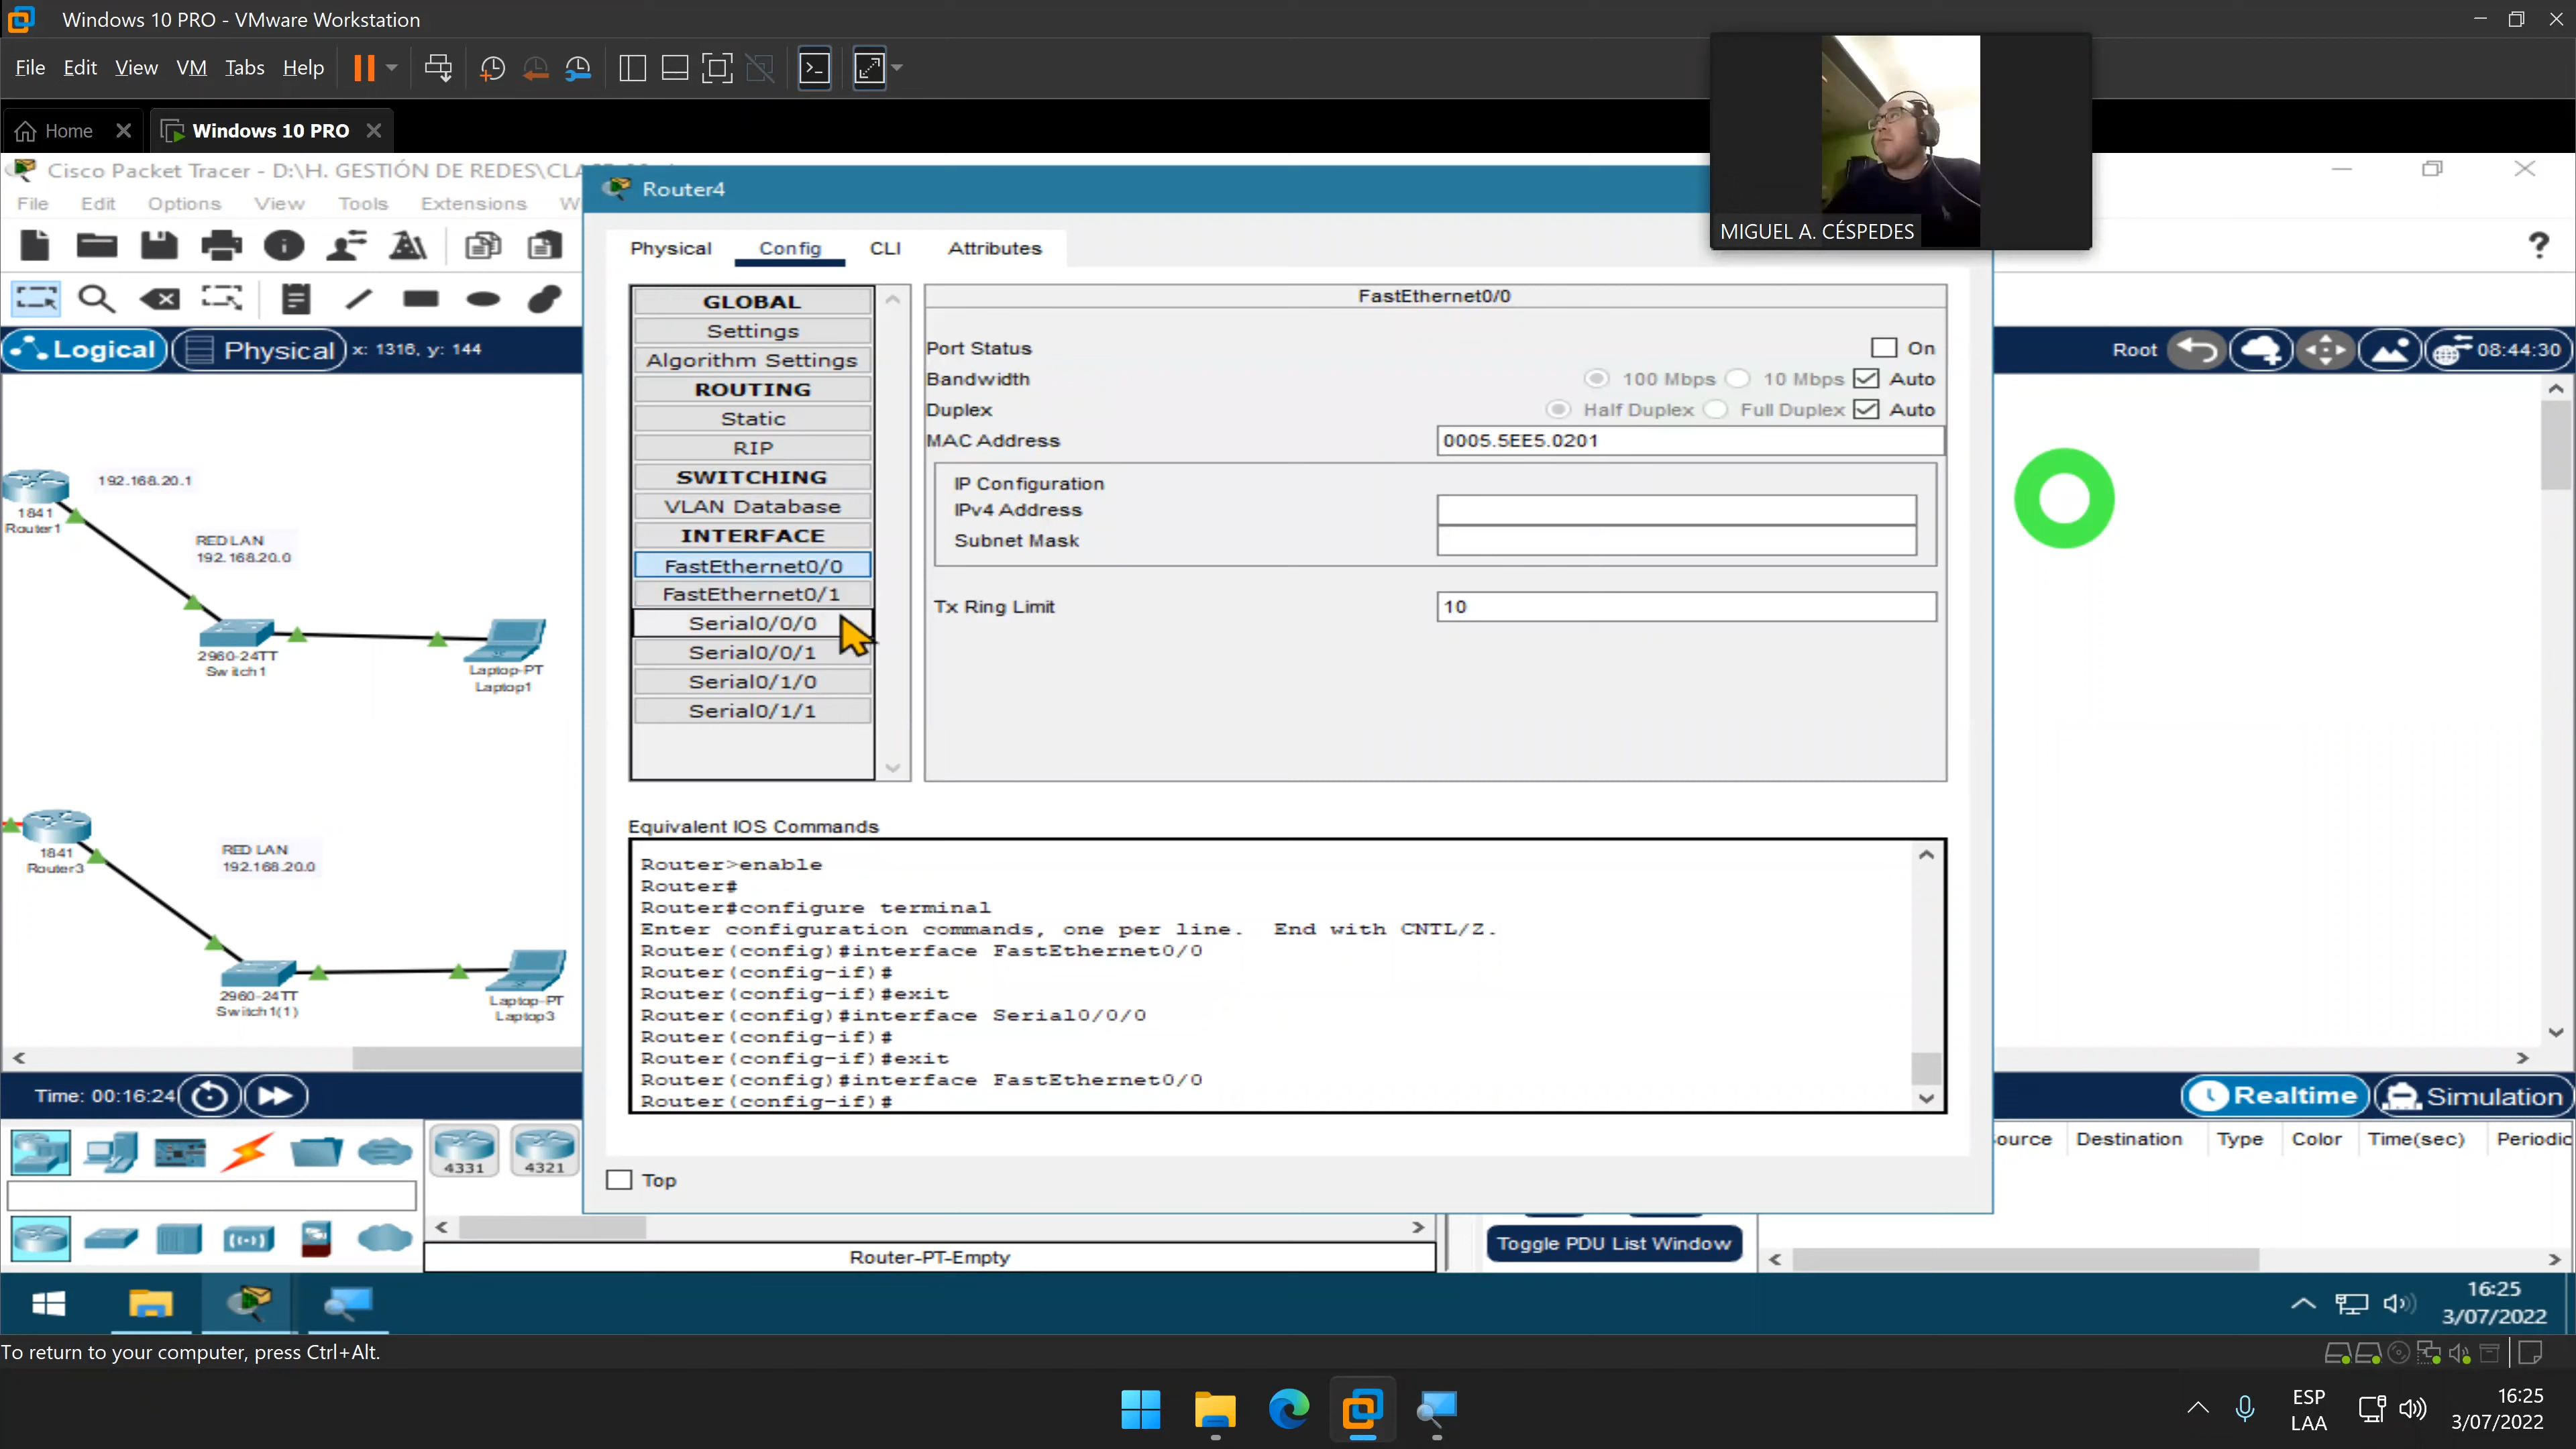 Windows 10 PRO - VMware Workstation
File Edit View VM Tabs Help
Home
Windows 10 PRO
MIGUEL A. CÉSPEDES
Cisco Packet Tracer - D:\H. GESTIÓN DE REDES\CLA
File Edit Options View Tools Extensions W
Router4
Physical Config CLI Attributes
?
GLOBAL
Settings
Algorithm Settings
ROUTING
Static
RIP
SWITCHING
VLAN Database
INTERFACE
FastEthernet0/0
FastEthernet0/1
Serial0/0/0
Serial0/0/1
Serial0/1/0
Serial0/1/1
FastEthernet0/0
Port Status On
Bandwidth 100 Mbps 10 Mbps Auto
Duplex Half Duplex Full Duplex Auto
MAC Address 0005.5EE5.0201
IP Configuration
IPv4 Address
Subnet Mask
Tx Ring Limit 10
Logical Physical x: 1316, y: 144
Root 08:44:30
192.168.20.1
1841
Router1
RED LAN
192.168.20.0
2960-24TT
Switch1
Laptop-PT
Laptop1
1841
Router3
RED LAN
192.168.20.0
2960-24TT
Switch1(1)
Laptop-PT
Laptop3
Equivalent IOS Commands
Router>enable
Router#
Router#configure terminal
Enter configuration commands, one per line. End with CNTL/Z.
Router(config)#interface FastEthernet0/0
Router(config-if)#
Router(config-if)#exit
Router(config)#interface Serial0/0/0
Router(config-if)#
Router(config-if)#exit
Router(config)#interface FastEthernet0/0
Router(config-if)#
Top
Time: 00:16:24
Realtime Simulation
4331
4321
ource Destination Type Color Time(sec) Periodic
Router-PT-Empty
Toggle PDU List Window
16:25
3/07/2022
To return to your computer, press Ctrl+Alt.
ESP
LAA
16:25
3/07/2022